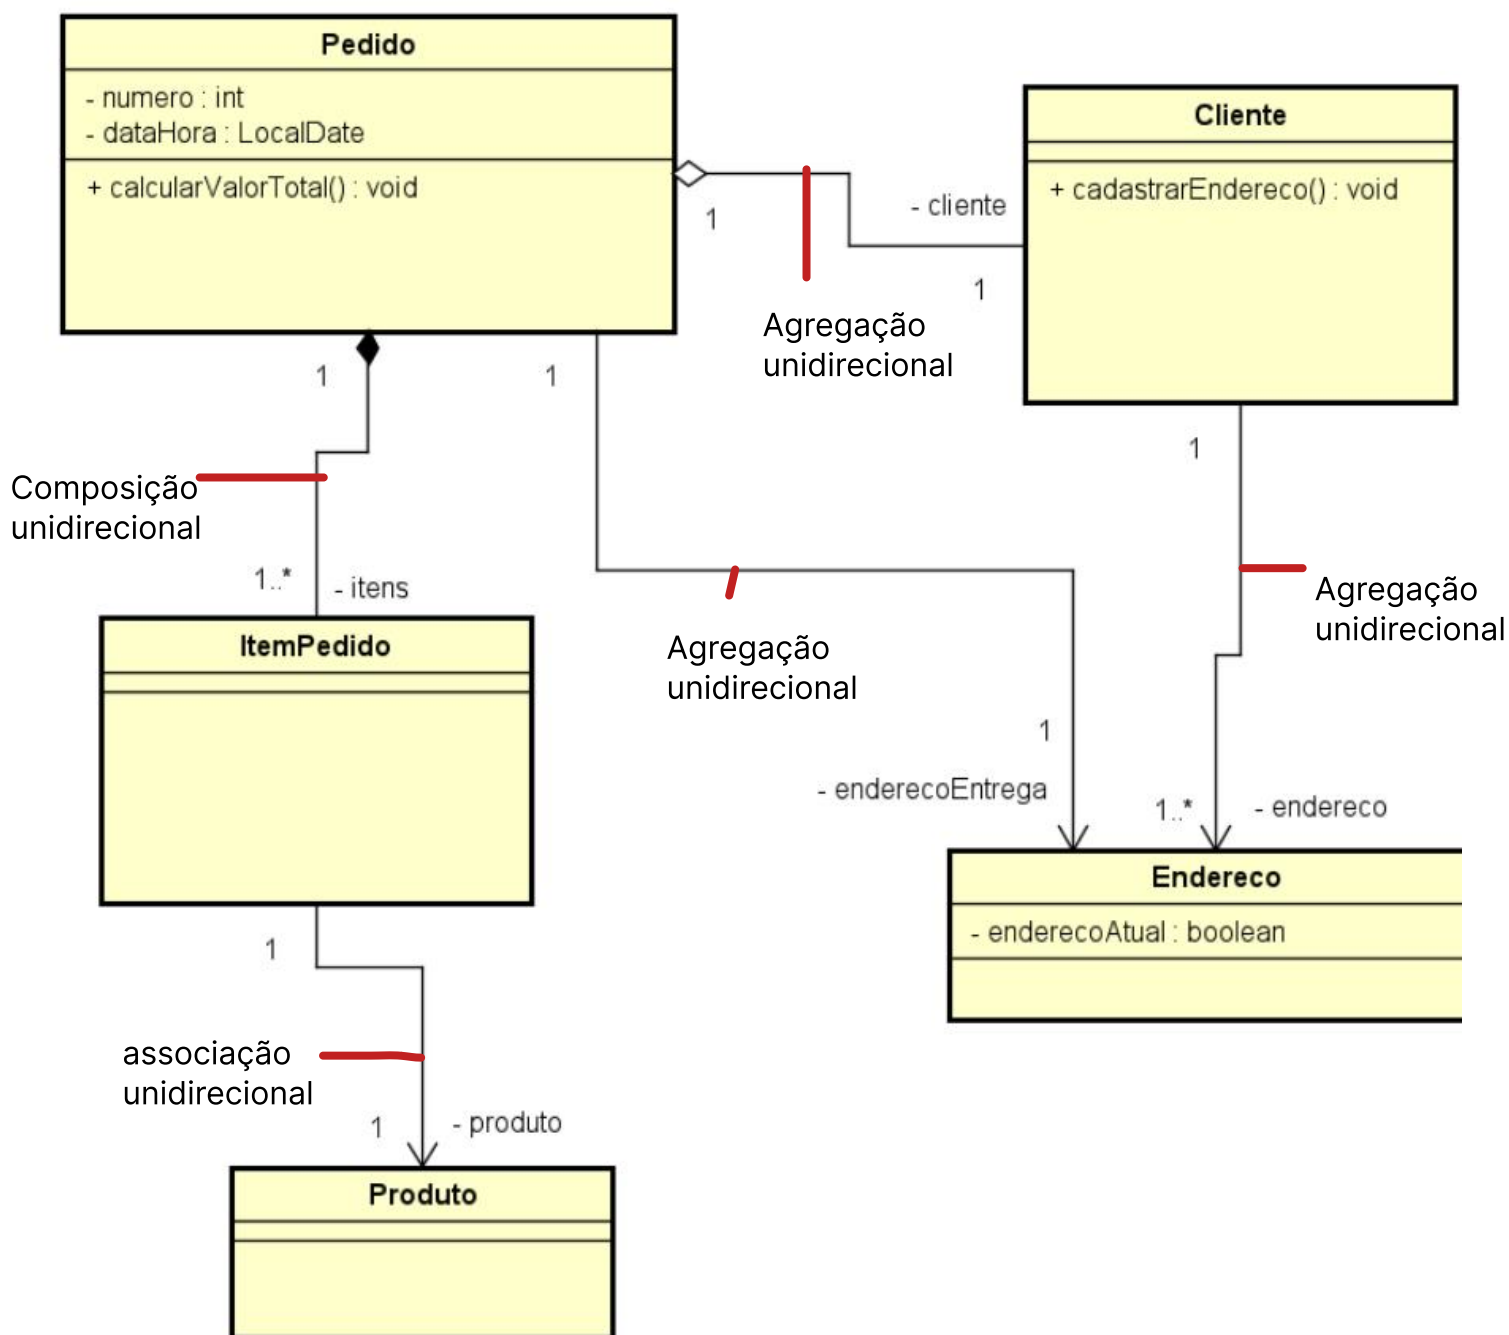 Pedido
- numero : int
- dataHora : LocalDate
+ calcularValorTotal() : void
Cliente
+ cadastrarEndereco() : void
1
- cliente
1
Agregação
unidirecional
1
1
1
Composição
unidirecional
1..*
- itens
Agregação
unidirecional
Agregação
unidirecional
ItemPedido
1
- enderecoEntrega
1..*
- endereco
Endereco
- enderecoAtual : boolean
1
associação
unidirecional
1
- produto
Produto